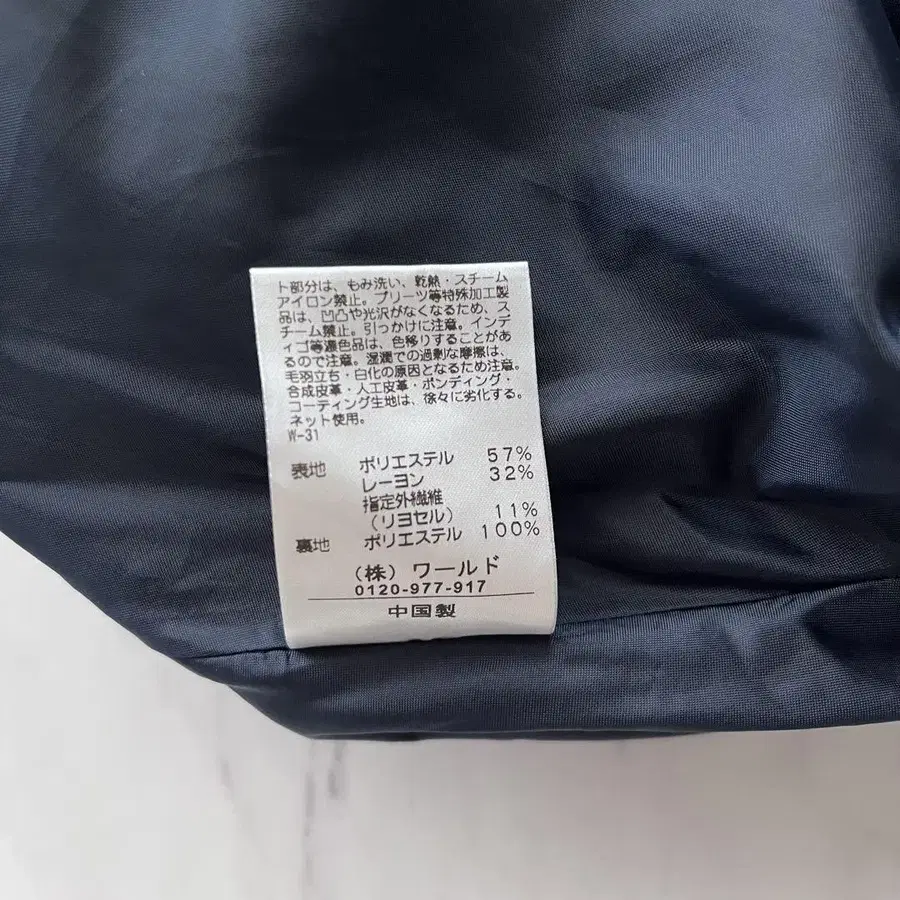 ト部分は、もみ洗い、乾熱・スチーム
アイロン禁止。プリーツ等特殊加工製
品は、凹凸や光沢がなくなるため、ス
チーム禁止。引っかけに注意。インデ
ィゴ等濃色品は、色移りすることがあ
るので注意。湿潤での過剰な摩擦は、
毛羽立ち・白化の原因となるため注意。
合成皮革・人工皮革・ボンディング・
コーティング生地は、徐々に劣化する。
ネット使用。
W-31
表地 ポリエステル 57%
レーヨン 32%
指定外繊維
(リヨセル) 11%
裏地 ポリエステル 100%
(株) ワールド
0120-977-917
中国製